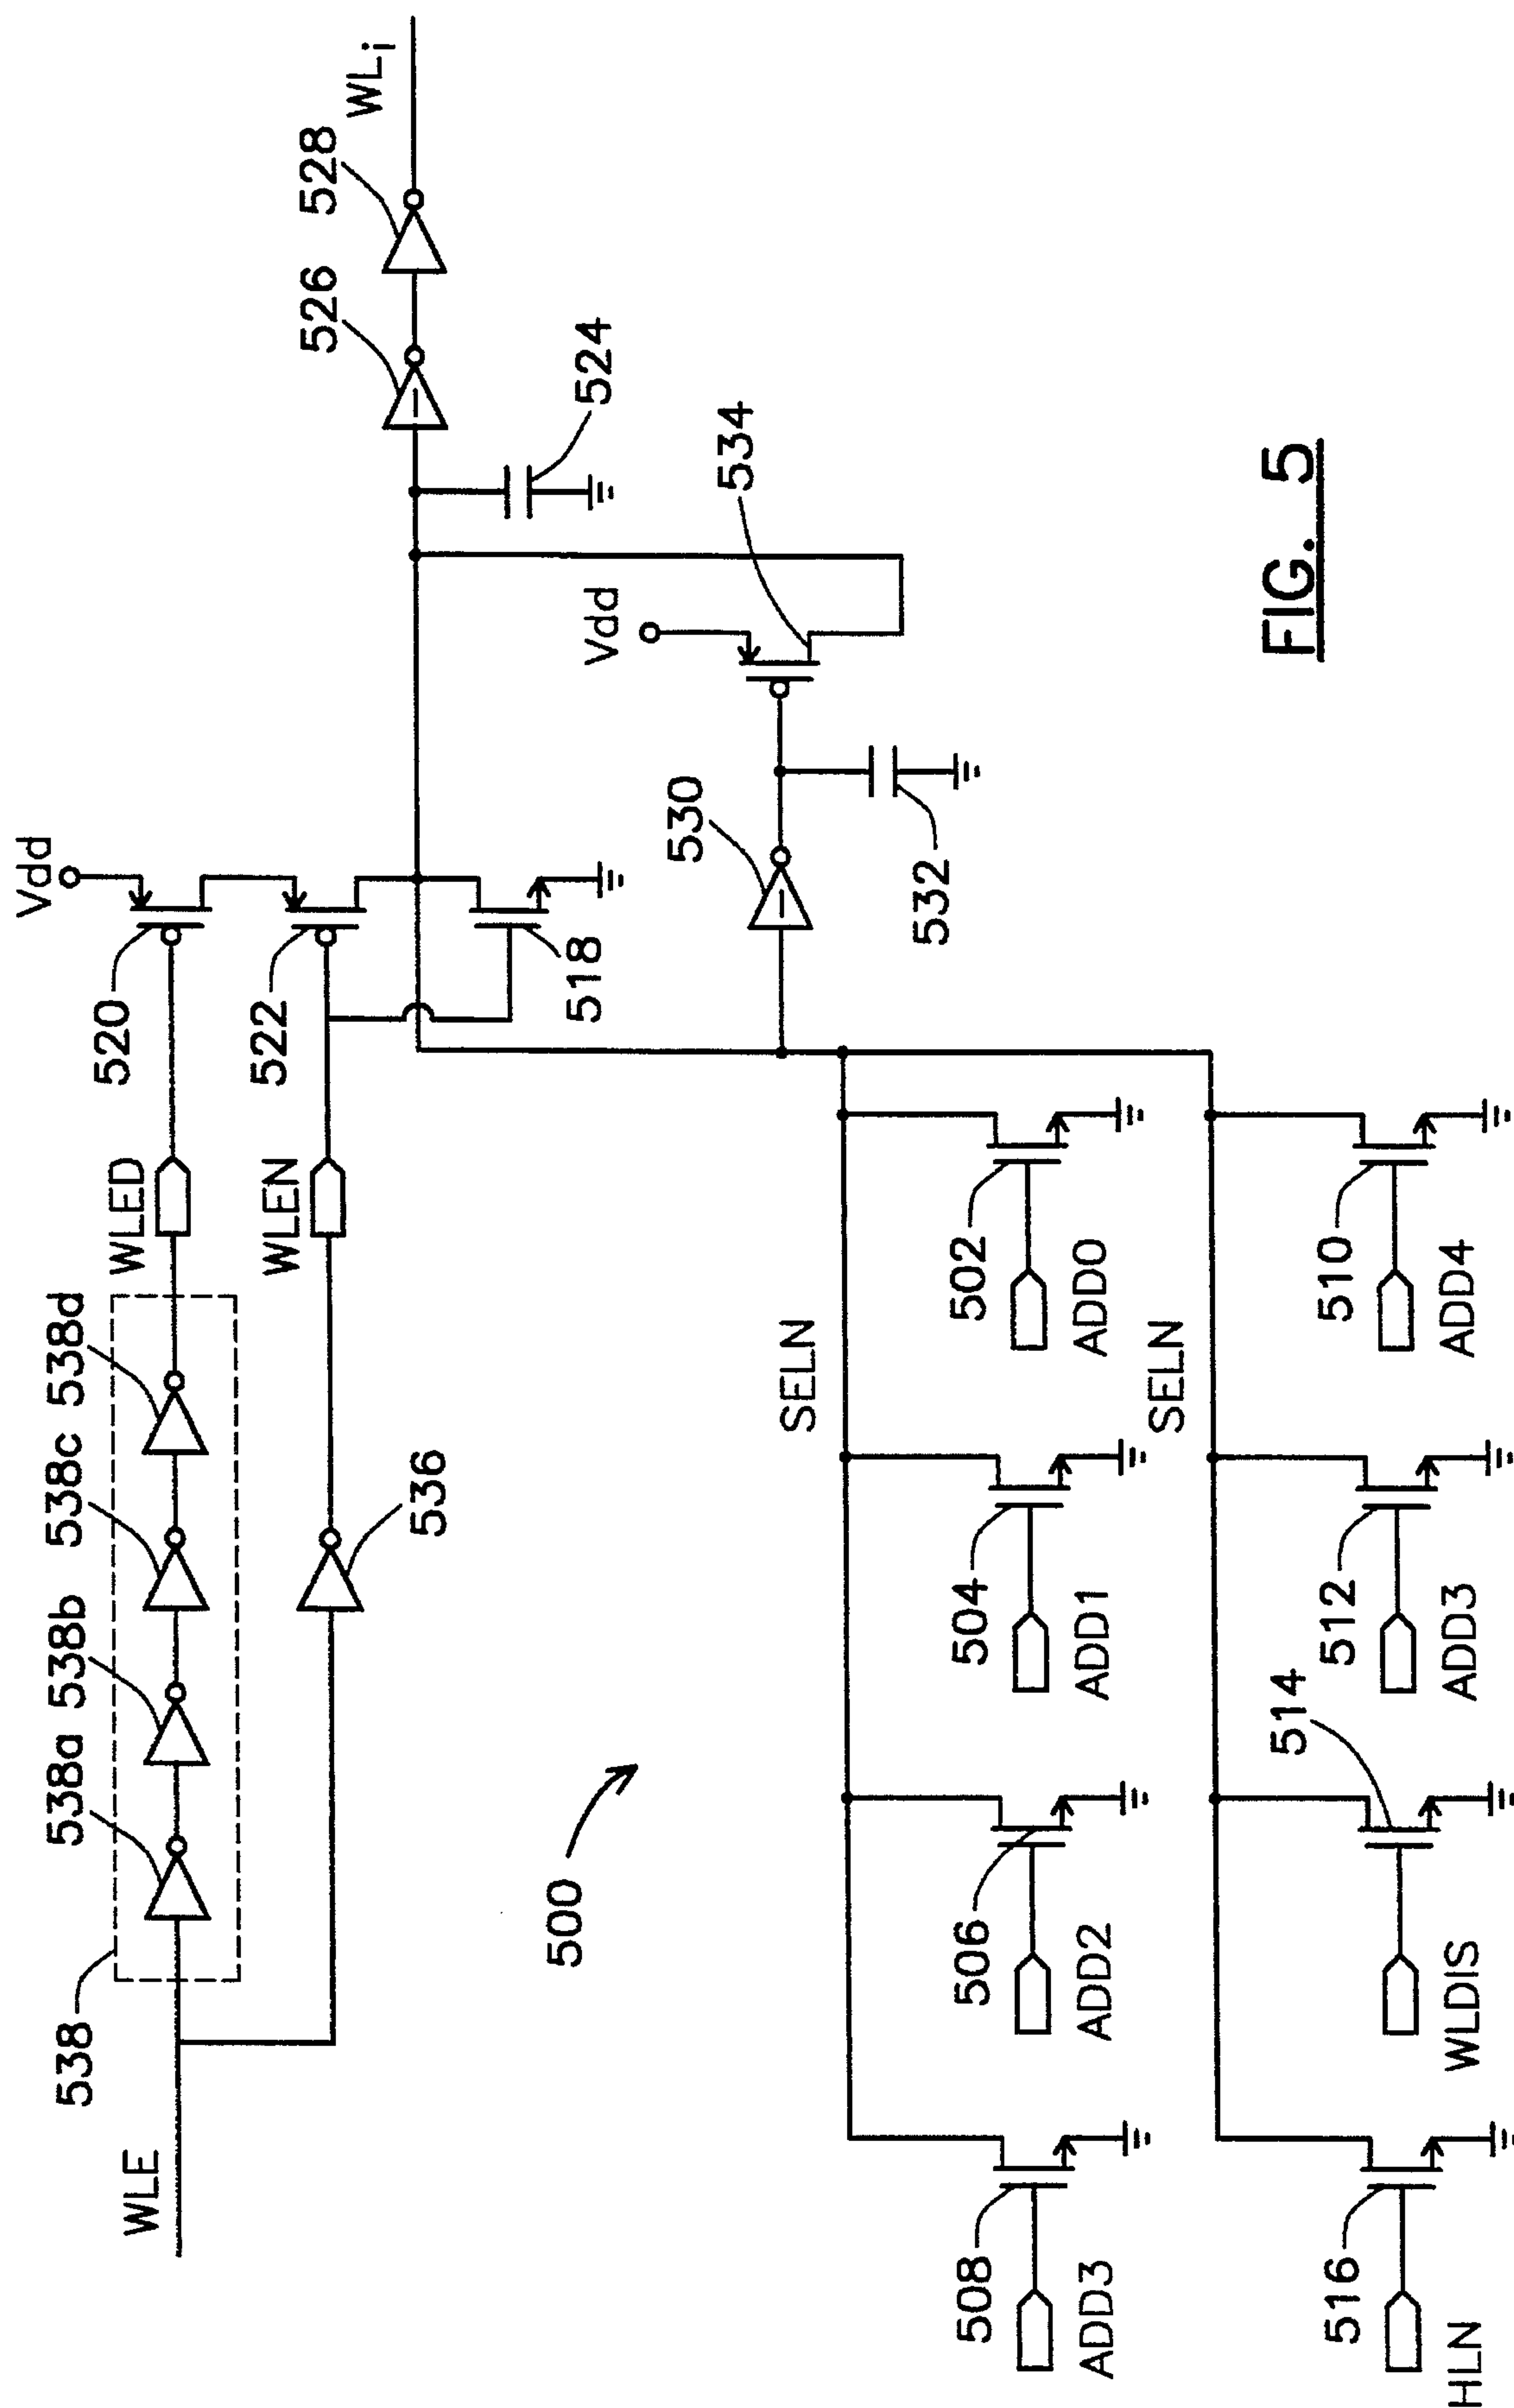 WLE
538
538a
538b
538c
538d
WLED
520
Vdd
536
WLEN
522
518
526
528
WLi
524
500
530
532
Vdd
534
SELN
508
ADD3
506
ADD2
504
ADD1
502
ADD0
SELN
516
HLN
514
WLDIS
512
ADD3
510
ADD4
FIG. 5